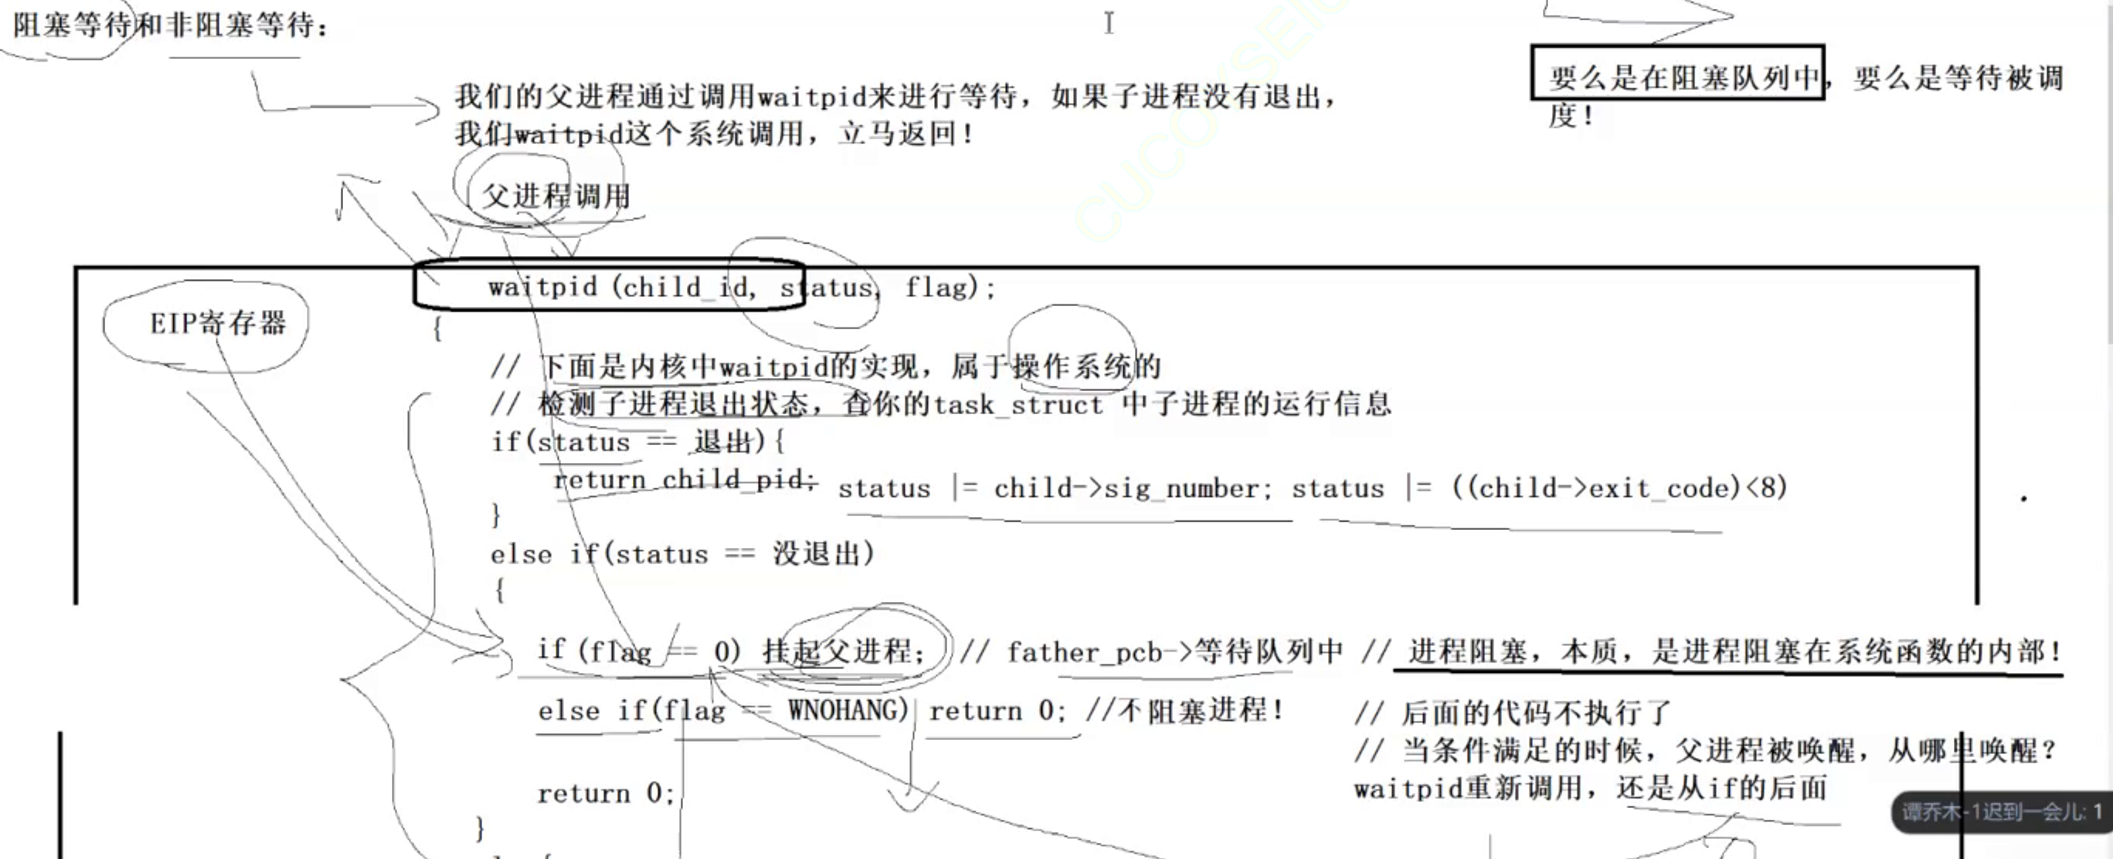 阻塞等待和非阻塞等待：
我们的父进程通过调用waitpid来进行等待，如果子进程没有退出，
我们waitpid这个系统调用，立马返回！
要么是在阻塞队列中，要么是等待被调
度！
父进程调用
waitpid (child_id, status, flag);
EIP寄存器
{
// 下面是内核中waitpid的实现，属于操作系统的
// 检测子进程退出状态，查你的task_struct 中子进程的运行信息
if(status == 退出){
return child_pid; status |= child->sig_number; status |= ((child->exit_code)<8)
}
else if(status == 没退出)
{
if (flag == 0) 挂起父进程; // father_pcb->等待队列中 // 进程阻塞，本质，是进程阻塞在系统函数的内部！
else if(flag == WNOHANG) return 0; //不阻塞进程！
// 后面的代码不执行了
// 当条件满足的时候，父进程被唤醒，从哪里唤醒？
waitpid重新调用，还是从if的后面
return 0;
}
谭乔木-1迟到一会儿: 1